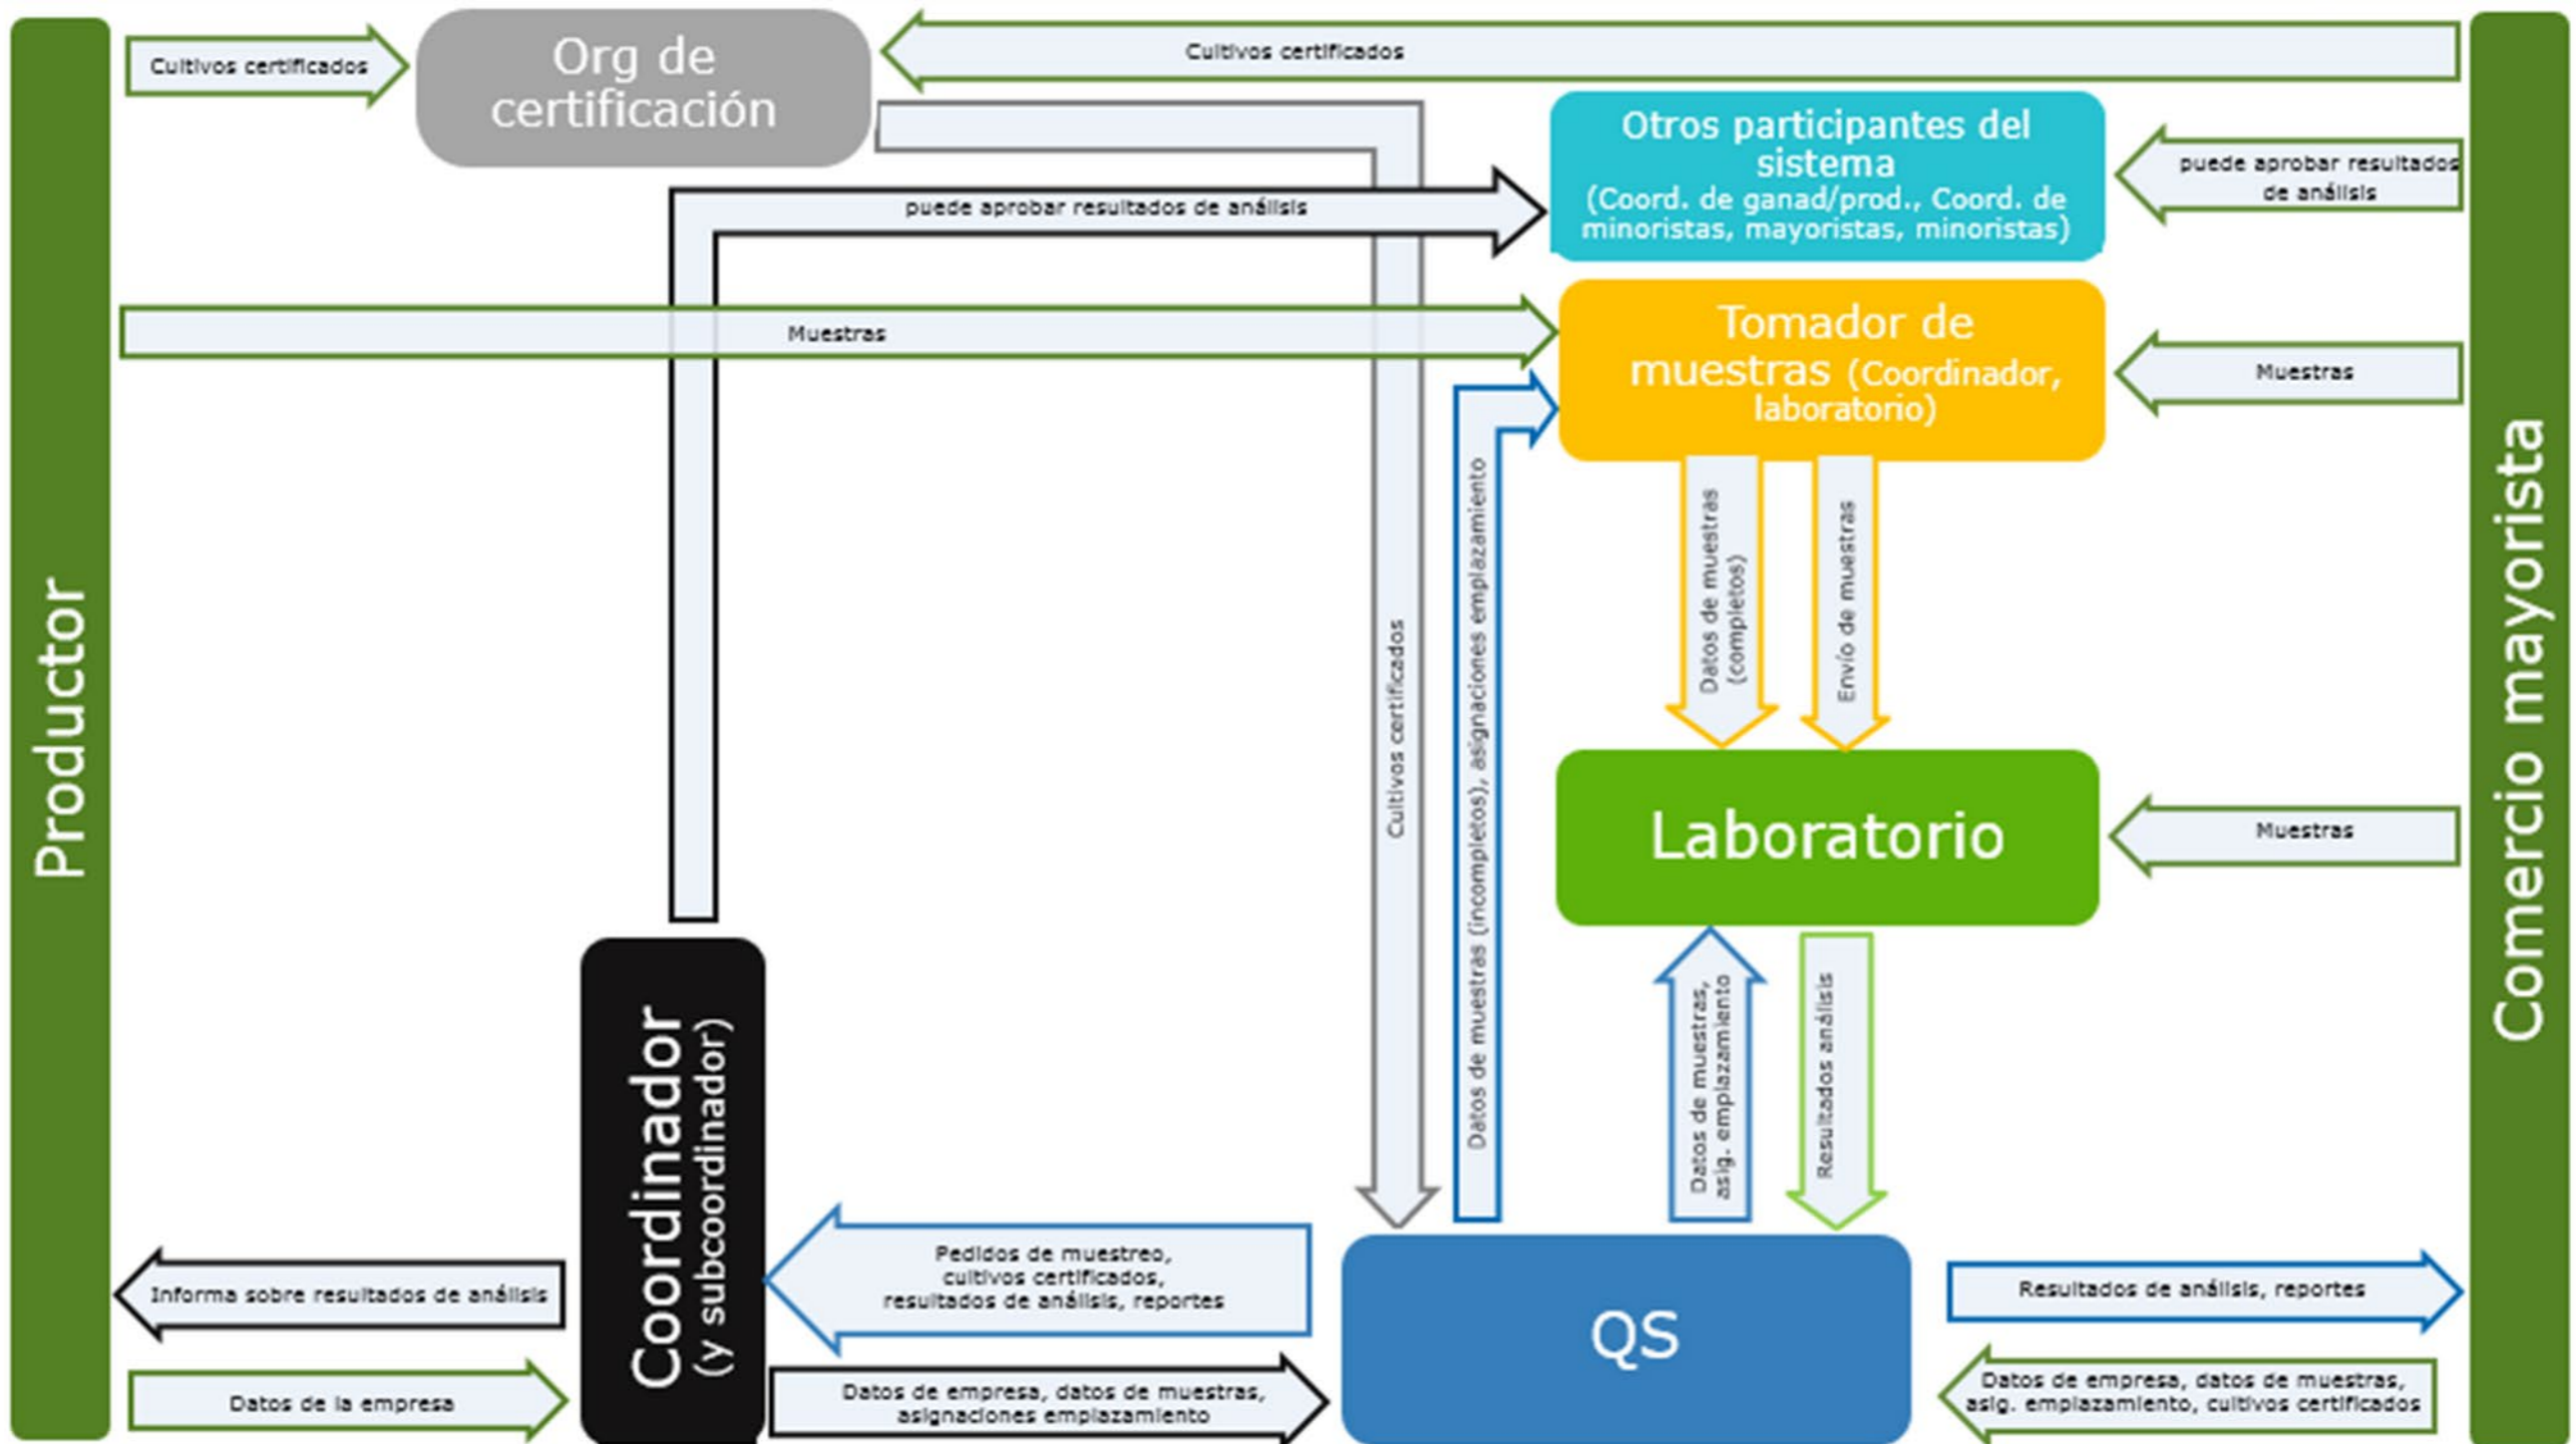 Productor
Cultivos certificados
Org de
certificación
Cultivos certificados
Otros participantes del
sistema
(Coord. de ganad/prod., Coord. de
minoristas, mayoristas, minoristas)
puede aprobar resultados
de análisis
puede aprobar resultados de análisis
Muestras
Tomador de
muestras (Coordinador,
laboratorio)
Muestras
Comercio mayorista
Cultivos certificados
Datos de muestras (incompletos), asignaciones emplazamiento
Datos de muestras
(completos)
Envío de muestras
Laboratorio
Muestras
Datos de muestras,
asig. emplazamiento
Resultados análisis
Coordinador
(y subcoordinador)
Informa sobre resultados de análisis
Datos de la empresa
Pedidos de muestreo,
cultivos certificados,
resultados de análisis, reportes
Datos de empresa, datos de muestras,
asignaciones emplazamiento
QS
Resultados de análisis, reportes
Datos de empresa, datos de muestras,
asig. emplazamiento, cultivos certificados